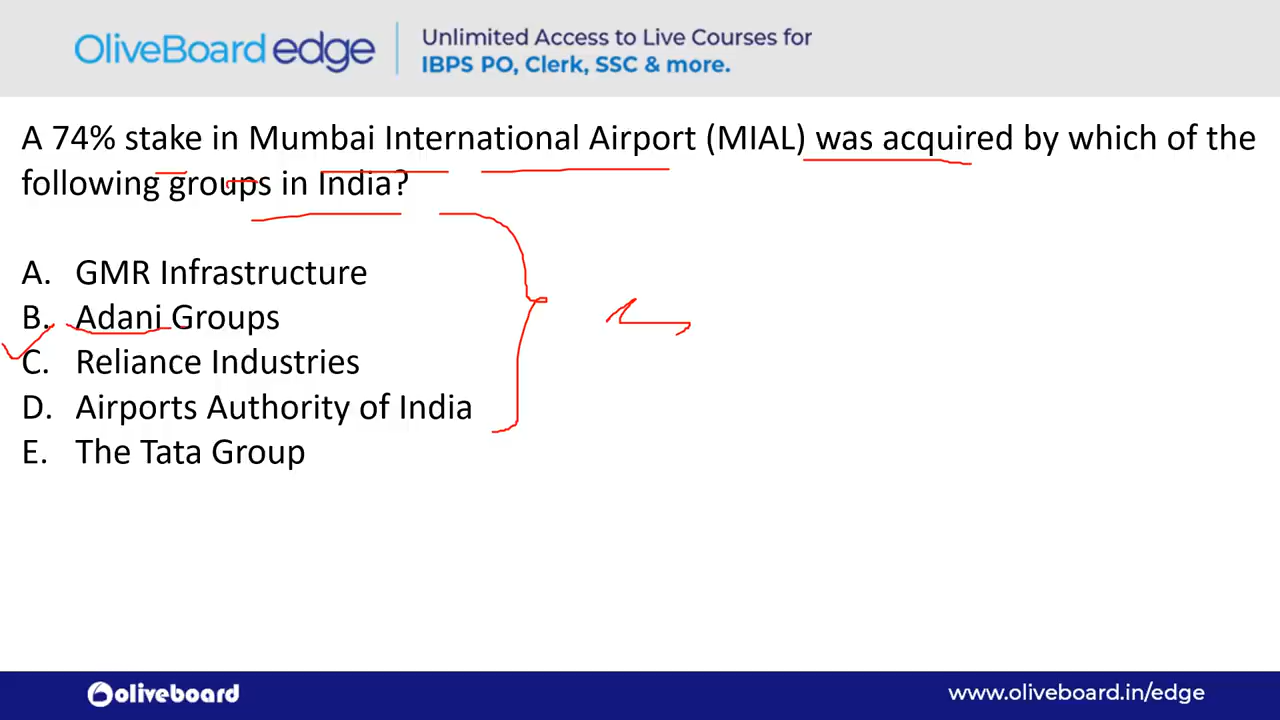 OliveBoard edge
Unlimited Access to Live Courses for
IBPS PO, Clerk, SSC & more.
A 74% stake in Mumbai International Airport (MIAL) was acquired by which of the
following groups in India?
A. GMR Infrastructure
B. Adani Groups
C. Reliance Industries
D. Airports Authority of India
E. The Tata Group
oliveboard
www.oliveboard.in/edge